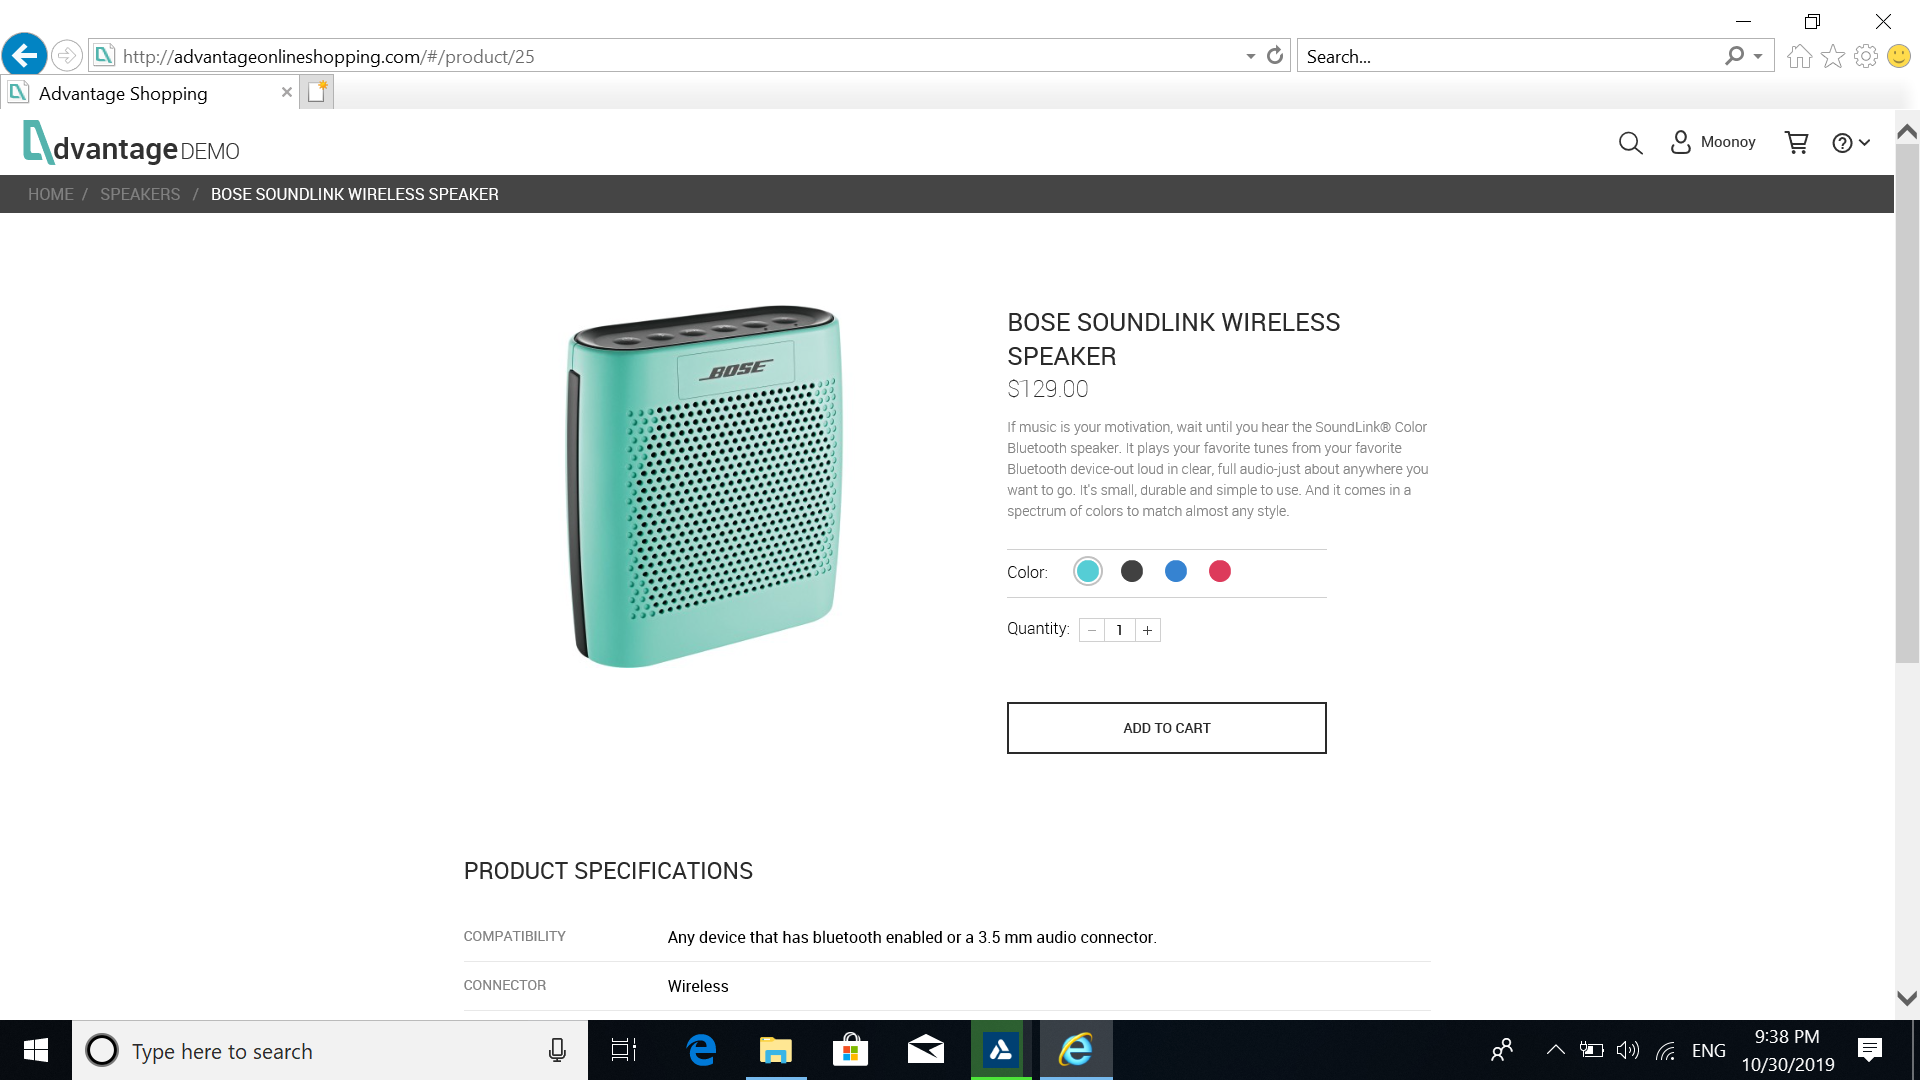 http://advantageonlineshopping.com/#/product/25
Search...
Advantage Shopping
dvantage DEMO
Moonoy
HOME / SPEAKERS / BOSE SOUNDLINK WIRELESS SPEAKER
BOSE
BOSE SOUNDLINK WIRELESS
SPEAKER
$129.00
If music is your motivation, wait until you hear the SoundLink® Color
Bluetooth speaker. It plays your favorite tunes from your favorite
Bluetooth device-out loud in clear, full audio-just about anywhere you
want to go. It's small, durable and simple to use. And it comes in a
spectrum of colors to match almost any style.
Color:
Quantity: − 1 +
ADD TO CART
PRODUCT SPECIFICATIONS
COMPATIBILITY Any device that has bluetooth enabled or a 3.5 mm audio connector.
CONNECTOR Wireless
Type here to search
ENG
9:38 PM
10/30/2019